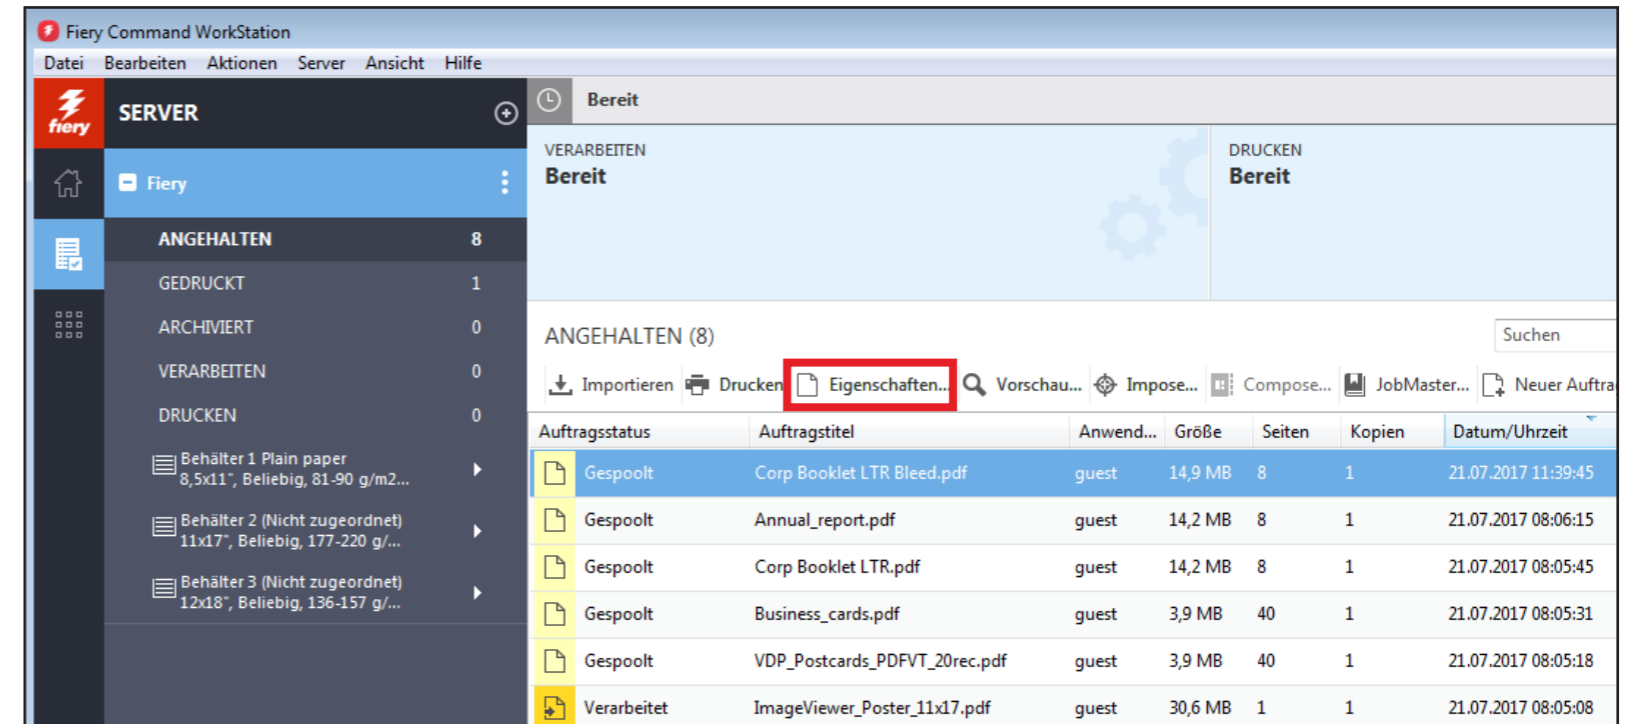 Fiery Command WorkStation
Datei Bearbeiten Aktionen Server Ansicht Hilfe
fiery
SERVER
Bereit
VERARBEITEN
Bereit
DRUCKEN
Bereit
Fiery
ANGEHALTEN 8
GEDRUCKT 1
ARCHIVIERT 0
VERARBEITEN 0
DRUCKEN 0
Behälter 1 Plain paper
8,5x11", Beliebig, 81-90 g/m2...
Behälter 2 (Nicht zugeordnet)
11x17", Beliebig, 177-220 g/...
Behälter 3 (Nicht zugeordnet)
12x18", Beliebig, 136-157 g/...
ANGEHALTEN (8)
Suchen
Importieren Drucken Eigenschaften... Vorschau... Impose... Compose... JobMaster... Neuer Auftra
Auftragsstatus Auftragstitel Anwend... Größe Seiten Kopien Datum/Uhrzeit
Gespoolt Corp Booklet LTR Bleed.pdf guest 14,9 MB 8 1 21.07.2017 11:39:45
Gespoolt Annual_report.pdf guest 14,2 MB 8 1 21.07.2017 08:06:15
Gespoolt Corp Booklet LTR.pdf guest 14,2 MB 8 1 21.07.2017 08:05:45
Gespoolt Business_cards.pdf guest 3,9 MB 40 1 21.07.2017 08:05:31
Gespoolt VDP_Postcards_PDFVT_20rec.pdf guest 3,9 MB 40 1 21.07.2017 08:05:18
Verarbeitet ImageViewer_Poster_11x17.pdf guest 30,6 MB 1 1 21.07.2017 08:05:08